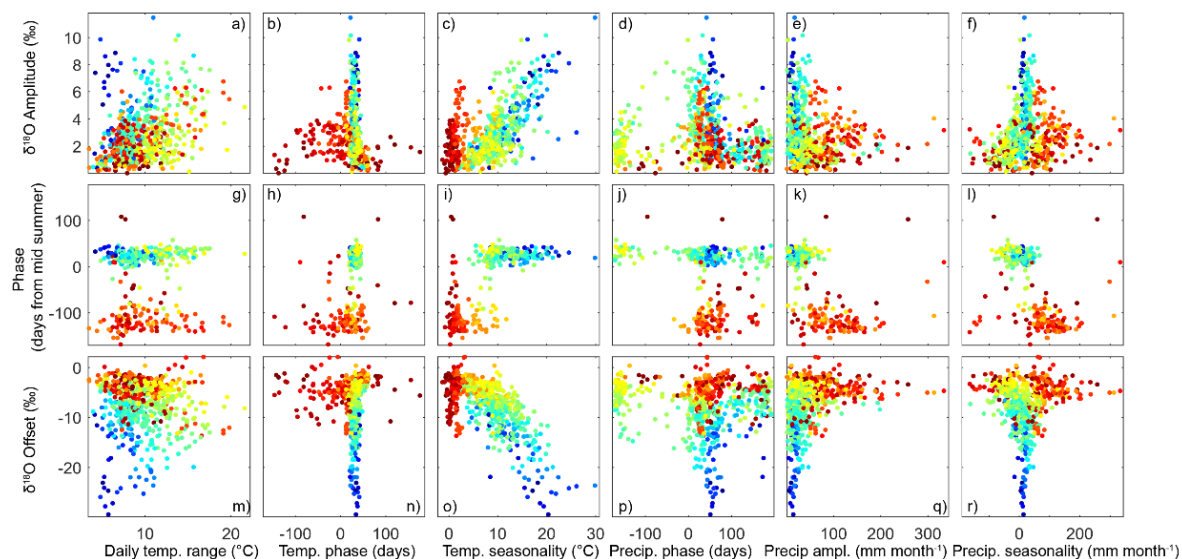 a) b) c) d) e) f)
δ¹⁸O Amplitude (‰)
10
8
6
4
2
g) h) i) j) k) l)
Phase
(days from mid summer)
100
0
-100
δ¹⁸O Offset (‰)
0
-10
-20
m) n) o) p) q) r)
10 20 -100 0 100 0 10 20 30 -100 0 100 0 100 200 300 0 200
Daily temp. range (°C) Temp. phase (days) Temp. seasonality (°C) Precip. phase (days) Precip ampl. (mm month⁻¹) Precip. seasonality (mm month⁻¹)